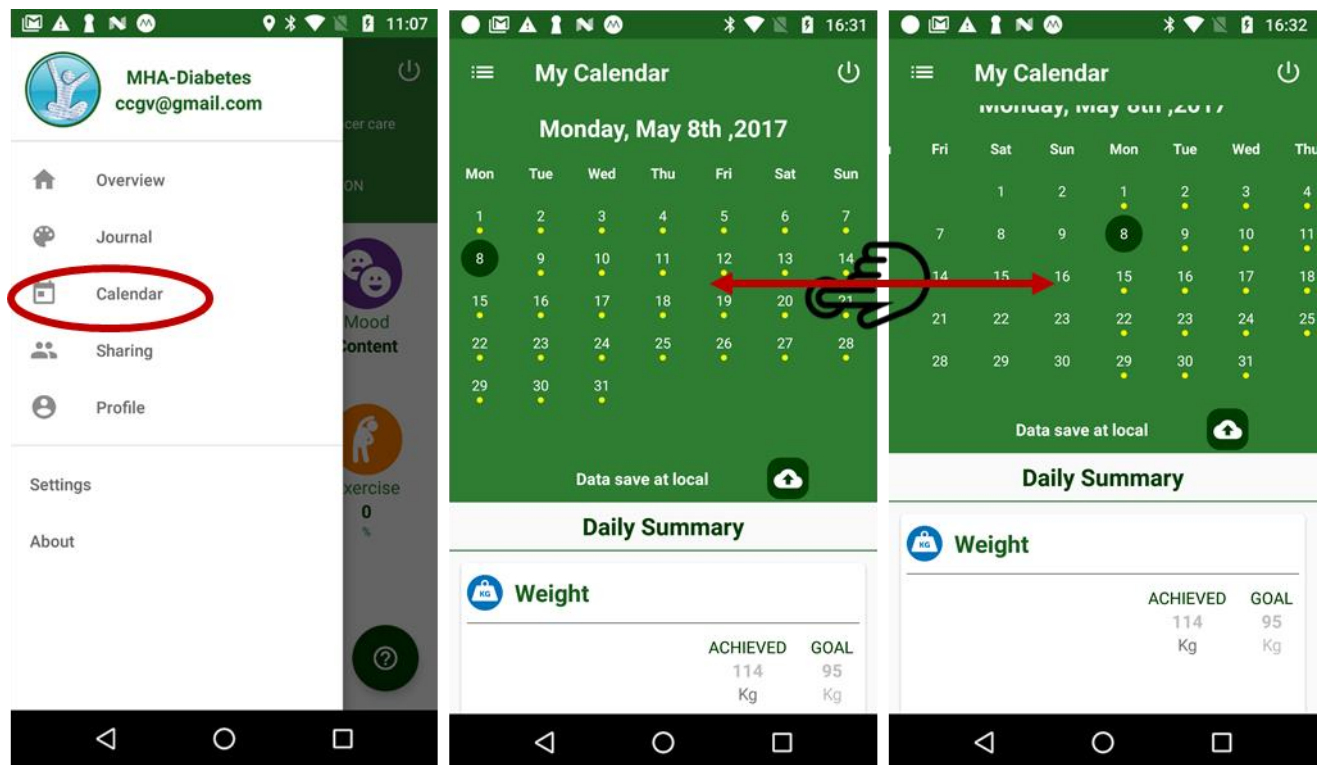 11:07
MHA-Diabetes
ccgv@gmail.com
cer care
Overview
ON
Journal
Calendar
Mood
Sharing
Content
Profile
Settings
xercise
0
%
About
16:31
My Calendar
Monday, May 8th ,2017
Mon Tue Wed Thu Fri Sat Sun
1 2 3 4 5 6 7
8 9 10 11 12 13 14
15 16 17 18 19 20 21
22 23 24 25 26 27 28
29 30 31
Data save at local
Daily Summary
KG Weight
ACHIEVED GOAL
114 95
Kg Kg
16:32
My Calendar
Monday, May 8th ,2017
Fri Sat Sun Mon Tue Wed Thu
1 2 1 2 3 4
7 8 9 8 9 10 11
14 15 16 15 16 17 18
21 22 23 22 23 24 25
28 29 30 29 30 31
Data save at local
Daily Summary
KG Weight
ACHIEVED GOAL
114 95
Kg Kg